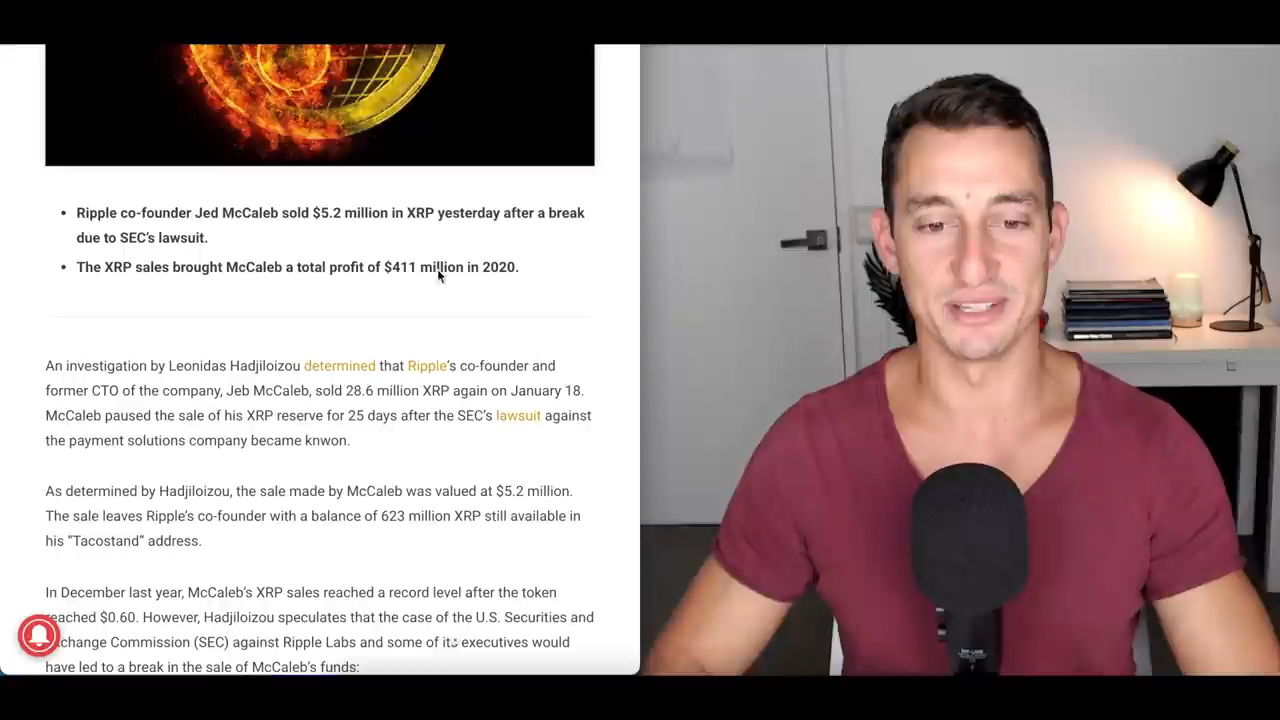 Ripple co-founder Jed McCaleb sold $5.2 million in XRP yesterday after a break
due to SEC's lawsuit.
The XRP sales brought McCaleb a total profit of $411 million in 2020.
An investigation by Leonidas Hadjiloizou determined that Ripple's co-founder and
former CTO of the company, Jeb McCaleb, sold 28.6 million XRP again on January 18.
McCaleb paused the sale of his XRP reserve for 25 days after the SEC's lawsuit against
the payment solutions company became knwon.
As determined by Hadjiloizou, the sale made by McCaleb was valued at $5.2 million.
The sale leaves Ripple's co-founder with a balance of 623 million XRP still available in
his “Tacostand” address.
In December last year, McCaleb's XRP sales reached a record level after the token
reached $0.60. However, Hadjiloizou speculates that the case of the U.S. Securities and
Exchange Commission (SEC) against Ripple Labs and some of its executives would
have led to a break in the sale of McCaleb's funds: